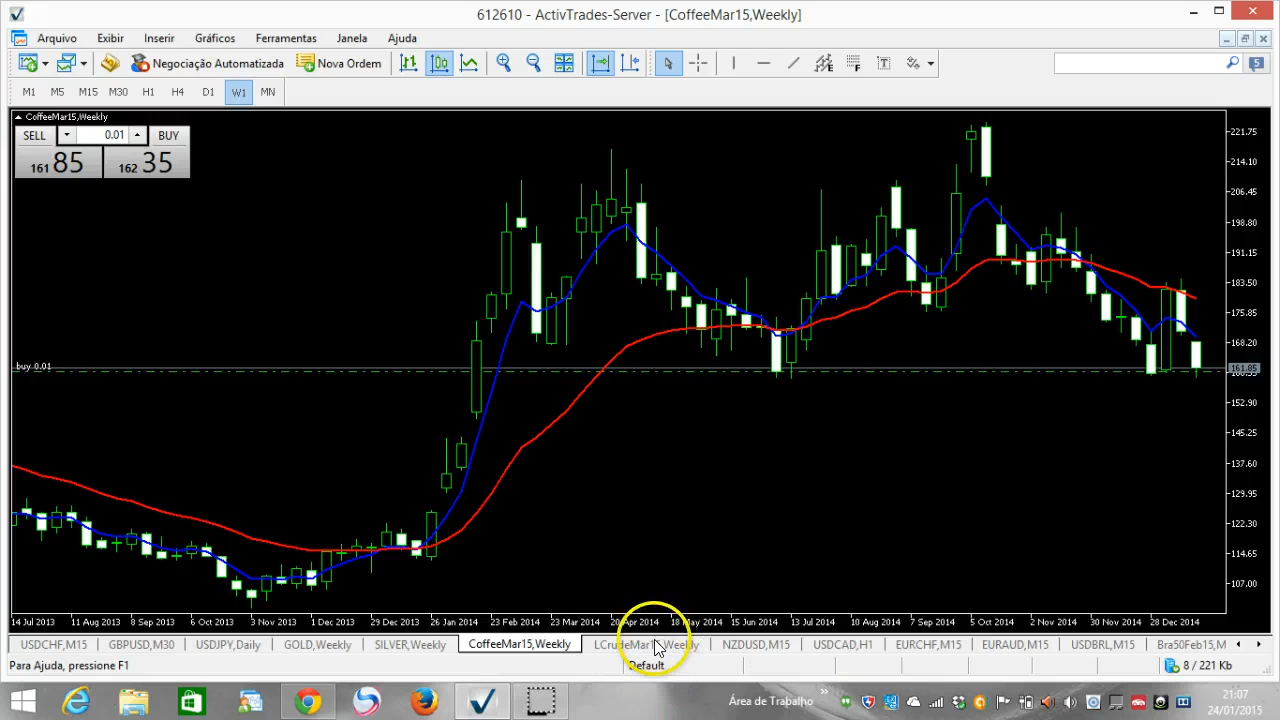 612610 - ActivTrades-Server - [CoffeeMar15,Weekly]
Arquivo Exibir Inserir Gráficos Ferramentas Janela Ajuda
Negociação Automatizada Nova Ordem 5
M1 M5 M15 M30 H1 H4 D1 W1 MN
CoffeeMar15,Weekly
SELL 0.01 BUY
161 85 162 35
221.75
214.10
206.45
198.80
191.15
183.50
175.85
168.20
buy 0.01
161.85
152.90
145.25
137.60
129.95
122.30
114.65
107.00
14 Jul 2013 11 Aug 2013 8 Sep 2013 6 Oct 2013 3 Nov 2013 1 Dec 2013 29 Dec 2013 26 Jan 2014 23 Feb 2014 23 Mar 2014 20 Apr 2014 18 May 2014 15 Jun 2014 13 Jul 2014 10 Aug 2014 7 Sep 2014 5 Oct 2014 2 Nov 2014 30 Nov 2014 28 Dec 2014
USDCHF,M15 GBPUSD,M30 USDJPY,Daily GOLD,Weekly SILVER,Weekly CoffeeMar15,Weekly LCrudeMar15,Weekly NZDUSD,M15 USDCAD,H1 EURCHF,M15 EURAUD,M15 USDBRL,M15 Bra50Feb15,M
Para Ajuda, pressione F1 Default 8 / 221 Kb
Área de Trabalho 21:07
24/01/2015